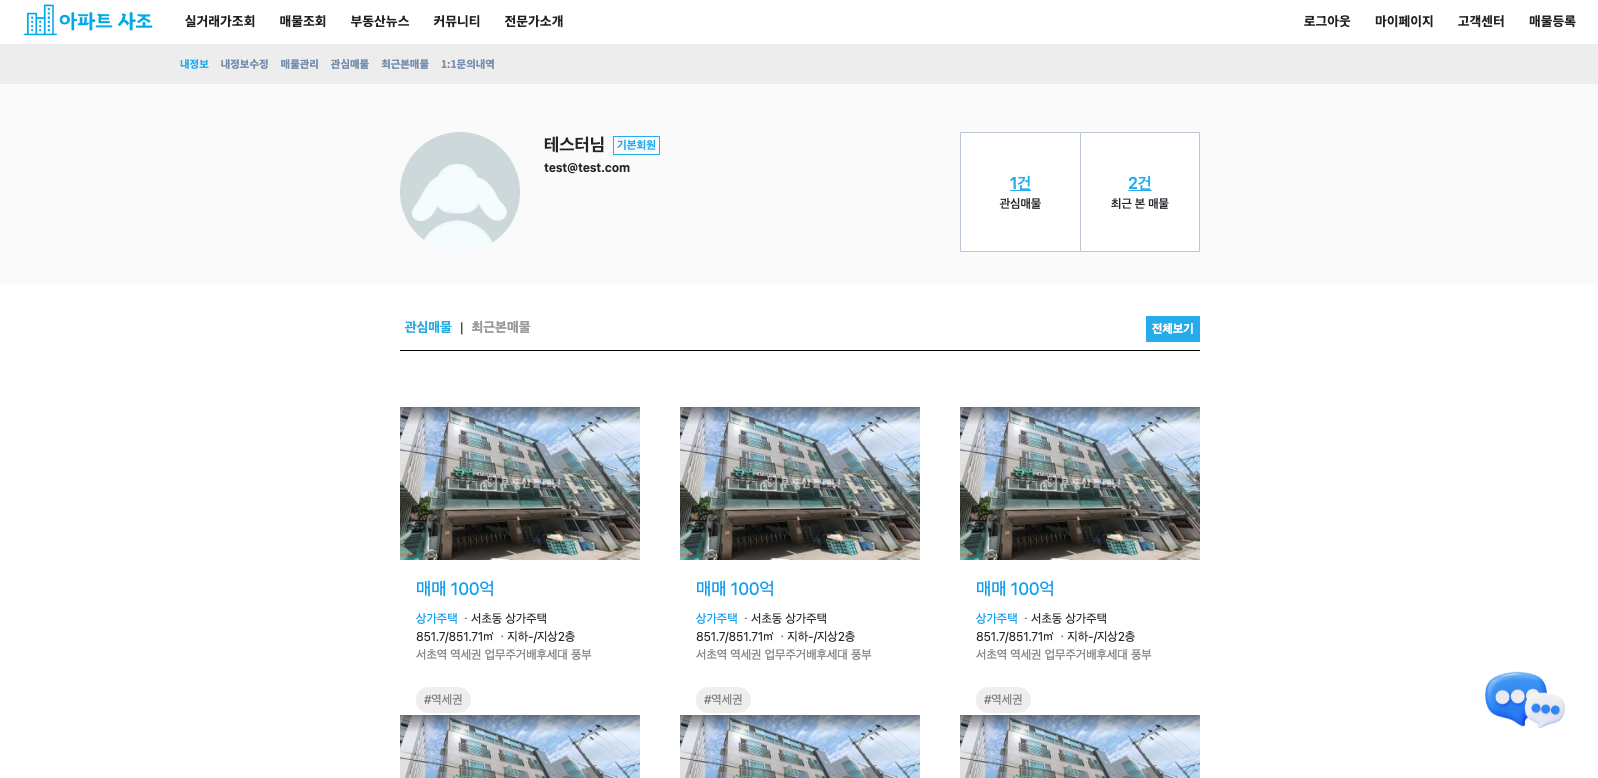 아파트 사조
실거래가조회 매물조회 부동산뉴스 커뮤니티 전문가소개
로그아웃 마이페이지 고객센터 매물등록
내정보 내정보수정 매물관리 관심매물 최근본매물 1:1문의내역
테스터님 기본회원
test@test.com
1건
관심매물
2건
최근 본 매물
관심매물 | 최근본매물
전체보기
매매 100억
상가주택 · 서초동 상가주택
851.7/851.71㎡ · 지하-/지상2층
서초역 역세권 업무주거배후세대 풍부
#역세권
매매 100억
상가주택 · 서초동 상가주택
851.7/851.71㎡ · 지하-/지상2층
서초역 역세권 업무주거배후세대 풍부
#역세권
매매 100억
상가주택 · 서초동 상가주택
851.7/851.71㎡ · 지하-/지상2층
서초역 역세권 업무주거배후세대 풍부
#역세권